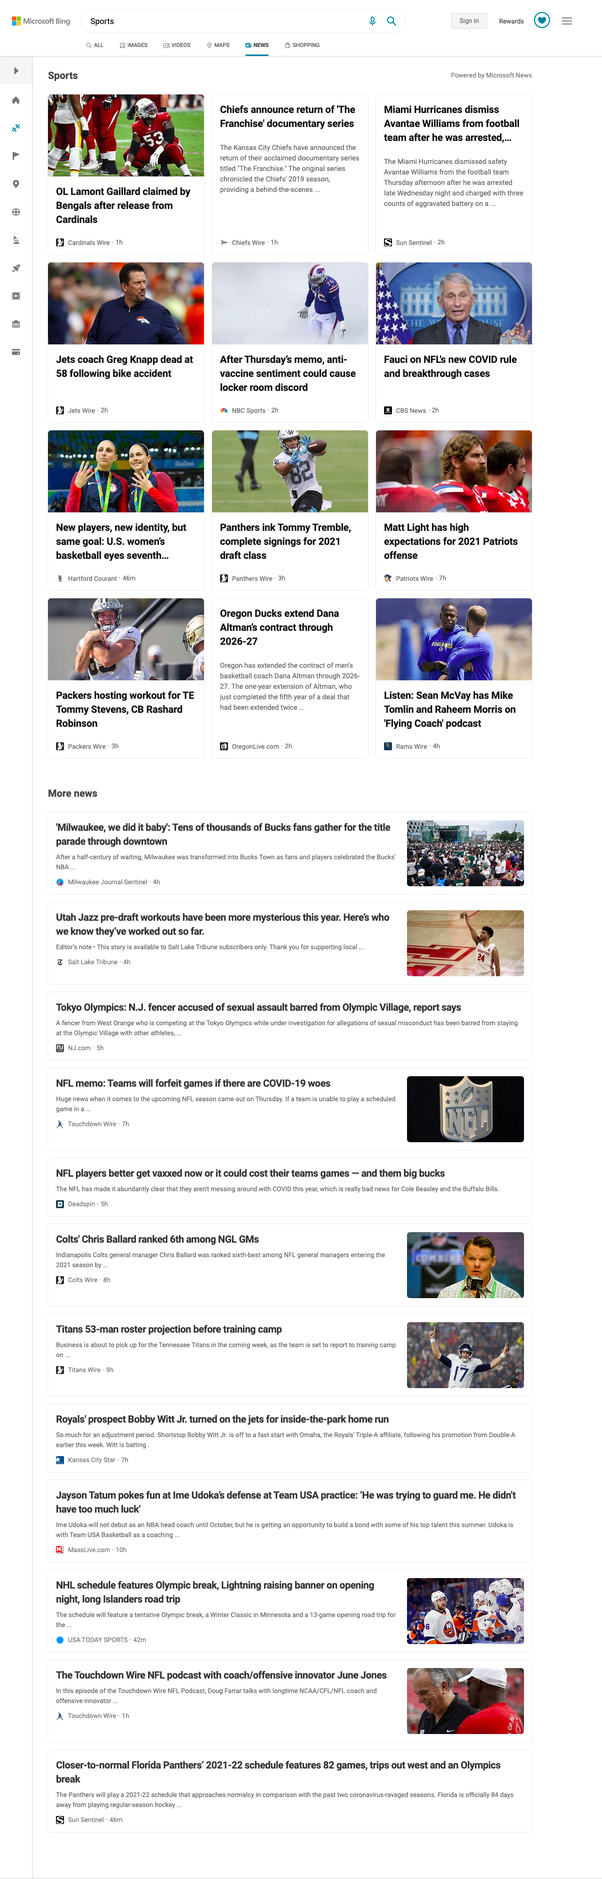 Microsoft Bing
Sports
Sign in
Rewards
ALL
IMAGES
VIDEOS
MAPS
NEWS
SHOPPING
Sports
Powered by Microsoft News
53
OL Lamont Gaillard claimed by
Bengals after release from
Cardinals
Cardinals Wire · 1h
Chiefs announce return of 'The
Franchise' documentary series
The Kansas City Chiefs have announced the
return of their acclaimed documentary series
titled "The Franchise." The original series
chronicled the Chiefs' 2019 season,
providing a behind-the-scenes ...
Chiefs Wire · 1h
Miami Hurricanes dismiss
Avantae Williams from football
team after he was arrested,...
The Miami Hurricanes dismissed safety
Avantae Williams from the football team
Thursday afternoon after he was arrested
late Wednesday night and charged with three
counts of aggravated battery on a ...
Sun Sentinel · 2h
Jets coach Greg Knapp dead at
58 following bike accident
Jets Wire · 2h
After Thursday's memo, anti-
vaccine sentiment could cause
locker room discord
NBC Sports · 2h
Fauci on NFL's new COVID rule
and breakthrough cases
CBS News · 2h
New players, new identity, but
same goal: U.S. women's
basketball eyes seventh...
Hartford Courant · 46m
82
Panthers ink Tommy Tremble,
complete signings for 2021
draft class
Panthers Wire · 3h
Matt Light has high
expectations for 2021 Patriots
offense
Patriots Wire · 7h
Packers hosting workout for TE
Tommy Stevens, CB Rashard
Robinson
Packers Wire · 3h
Oregon Ducks extend Dana
Altman's contract through
2026-27
Oregon has extended the contract of men's
basketball coach Dana Altman through 2026-
27. The one-year extension of Altman, who
just completed the fifth year of a deal that
had been extended twice ...
OregonLive.com · 2h
Listen: Sean McVay has Mike
Tomlin and Raheem Morris on
'Flying Coach' podcast
Rams Wire · 4h
More news
'Milwaukee, we did it baby': Tens of thousands of Bucks fans gather for the title
parade through downtown
After a half-century of waiting, Milwaukee was transformed into Bucks Town as fans and players celebrated the Bucks'
NBA ...
Milwaukee Journal-Sentinel · 4h
Utah Jazz pre-draft workouts have been more mysterious this year. Here's who
we know they've worked out so far.
Editor's note • This story is available to Salt Lake Tribune subscribers only. Thank you for supporting local ...
Salt Lake Tribune · 4h
24
Tokyo Olympics: N.J. fencer accused of sexual assault barred from Olympic Village, report says
A fencer from West Orange who is competing at the Tokyo Olympics while under investigation for allegations of sexual misconduct has been barred from staying
at the Olympic Village with other athletes, ...
NJ.com · 5h
NFL memo: Teams will forfeit games if there are COVID-19 woes
Huge news when it comes to the upcoming NFL season came out on Thursday. If a team is unable to play a scheduled
game in a ...
Touchdown Wire · 7h
NFL
NFL players better get vaxxed now or it could cost their teams games — and them big bucks
The NFL has made it abundantly clear that they aren't messing around with COVID this year, which is really bad news for Cole Beasley and the Buffalo Bills.
Deadspin · 5h
Colts' Chris Ballard ranked 6th among NGL GMs
Indianapolis Colts general manager Chris Ballard was ranked sixth-best among NFL general managers entering the
2021 season by ...
Colts Wire · 8h
Titans 53-man roster projection before training camp
Business is about to pick up for the Tennessee Titans in the coming week, as the team is set to report to training camp
on ...
Titans Wire · 9h
17
Royals' prospect Bobby Witt Jr. turned on the jets for inside-the-park home run
So much for an adjustment period. Shortstop Bobby Witt Jr. is off to a fast start with Omaha, the Royals' Triple-A affiliate, following his promotion from Double-A
earlier this week. Witt is batting .
Kansas City Star · 7h
Jayson Tatum pokes fun at Ime Udoka's defense at Team USA practice: 'He was trying to guard me. He didn't
have too much luck'
Ime Udoka will not debut as an NBA head coach until October, but he is getting an opportunity to build a bond with some of his top talent this summer. Udoka is
with Team USA Basketball as a coaching ...
MassLive.com · 10h
NHL schedule features Olympic break, Lightning raising banner on opening
night, long Islanders road trip
The schedule will feature a tentative Olympic break, a Winter Classic in Minnesota and a 13-game opening road trip for
the ...
USA TODAY SPORTS · 42m
The Touchdown Wire NFL podcast with coach/offensive innovator June Jones
In this episode of the Touchdown Wire NFL Podcast, Doug Farrar talks with longtime NCAA/CFL/NFL coach and
offensive innovator ...
Touchdown Wire · 1h
Closer-to-normal Florida Panthers' 2021-22 schedule features 82 games, trips out west and an Olympics
break
The Panthers will play a 2021-22 schedule that approaches normalcy in comparison with the past two coronavirus-ravaged seasons. Florida is officially 84 days
away from playing regular-season hockey ...
Sun Sentinel · 46m